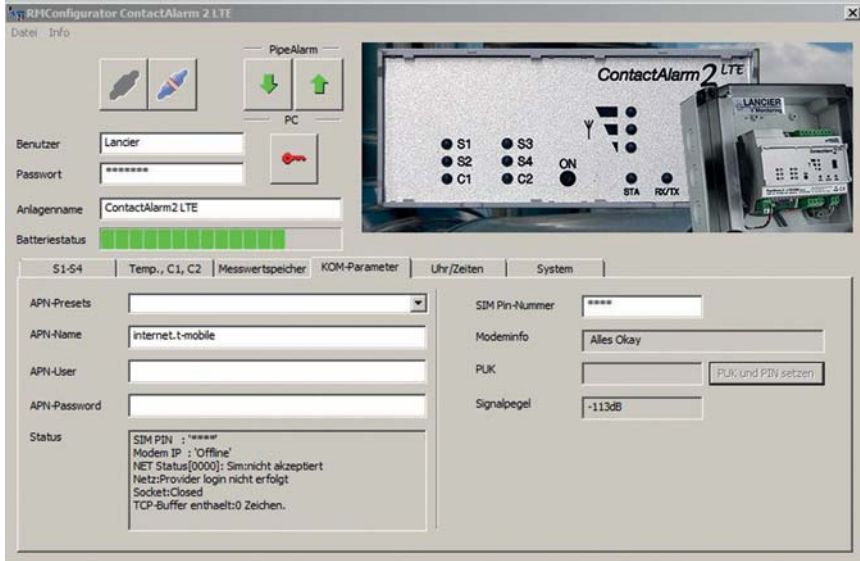 RMConfigurator ContactAlarm 2 LTE
Datei Info
PipeAlarm
PC
Benutzer Lancier
Passwort *******
Anlagenname ContactAlarm2 LTE
Batteriestatus
ContactAlarm 2 LTE
S1 S3
S2 S4
C1 C2
ON
STA RX/TX
LANCIER
Monitoring
S1-S4 Temp., C1, C2 Messwertspeicher KOM-Parameter Uhr/Zeiten System
APN-Presets
APN-Name internet.t-mobile
APN-User
APN-Password
Status
SIM PIN : '****'
Modem IP : 'Offline'
NET Status[0000]: Sim:nicht akzeptiert
Netz:Provider login nicht erfolgt
Socket:Closed
TCP-Buffer enthaelt:0 Zeichen.
SIM Pin-Nummer ****
Modeminfo Alles Okay
PUK PUK und PIN setzen
Signalpegel -113dB